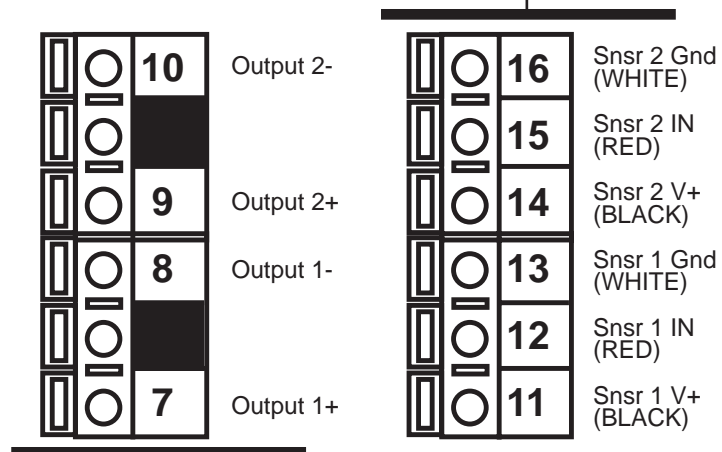 10 Output 2-
9 Output 2+
8 Output 1-
7 Output 1+
16 Snsr 2 Gnd
(WHITE)
15 Snsr 2 IN
(RED)
14 Snsr 2 V+
(BLACK)
13 Snsr 1 Gnd
(WHITE)
12 Snsr 1 IN
(RED)
11 Snsr 1 V+
(BLACK)